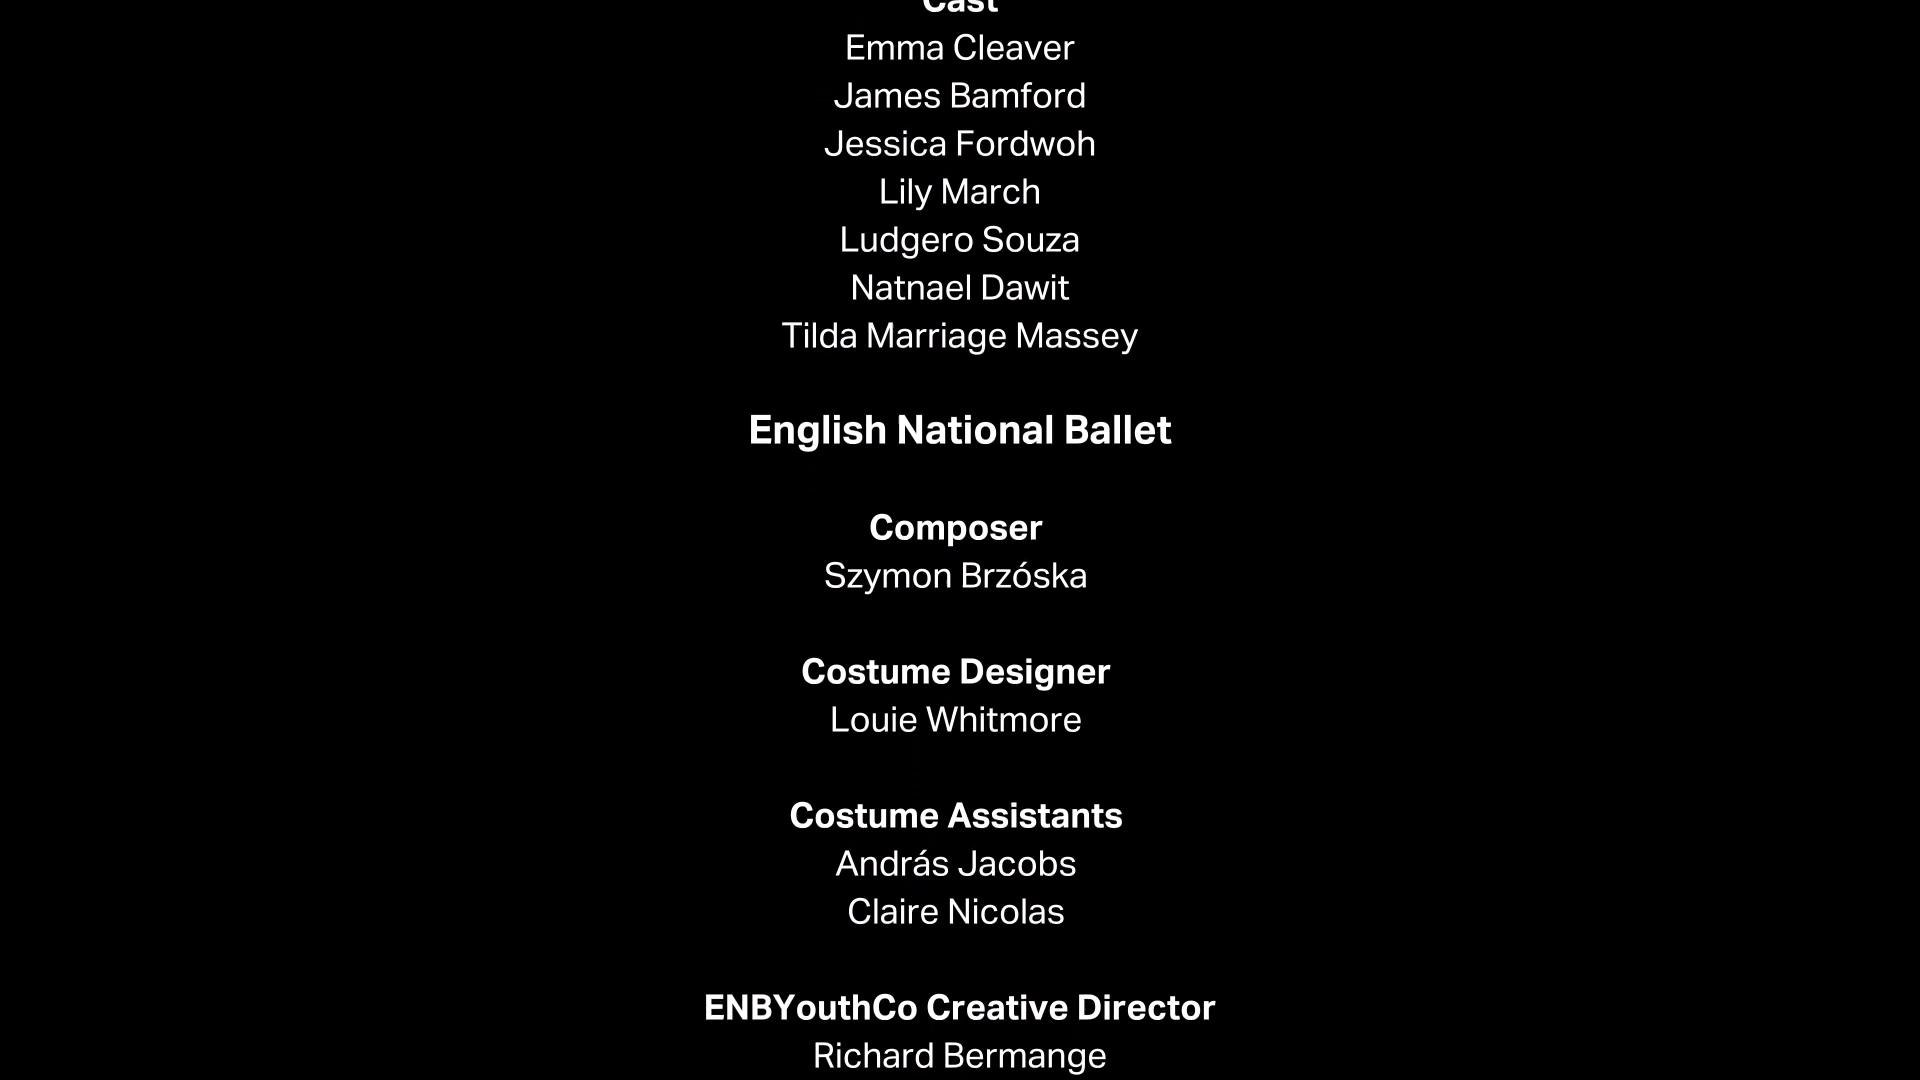 Cast
Emma Cleaver
James Bamford
Jessica Fordwoh
Lily March
Ludgero Souza
Natnael Dawit
Tilda Marriage Massey
English National Ballet
Composer
Szymon Brzóska
Costume Designer
Louie Whitmore
Costume Assistants
András Jacobs
Claire Nicolas
ENBYouthCo Creative Director
Richard Bermange